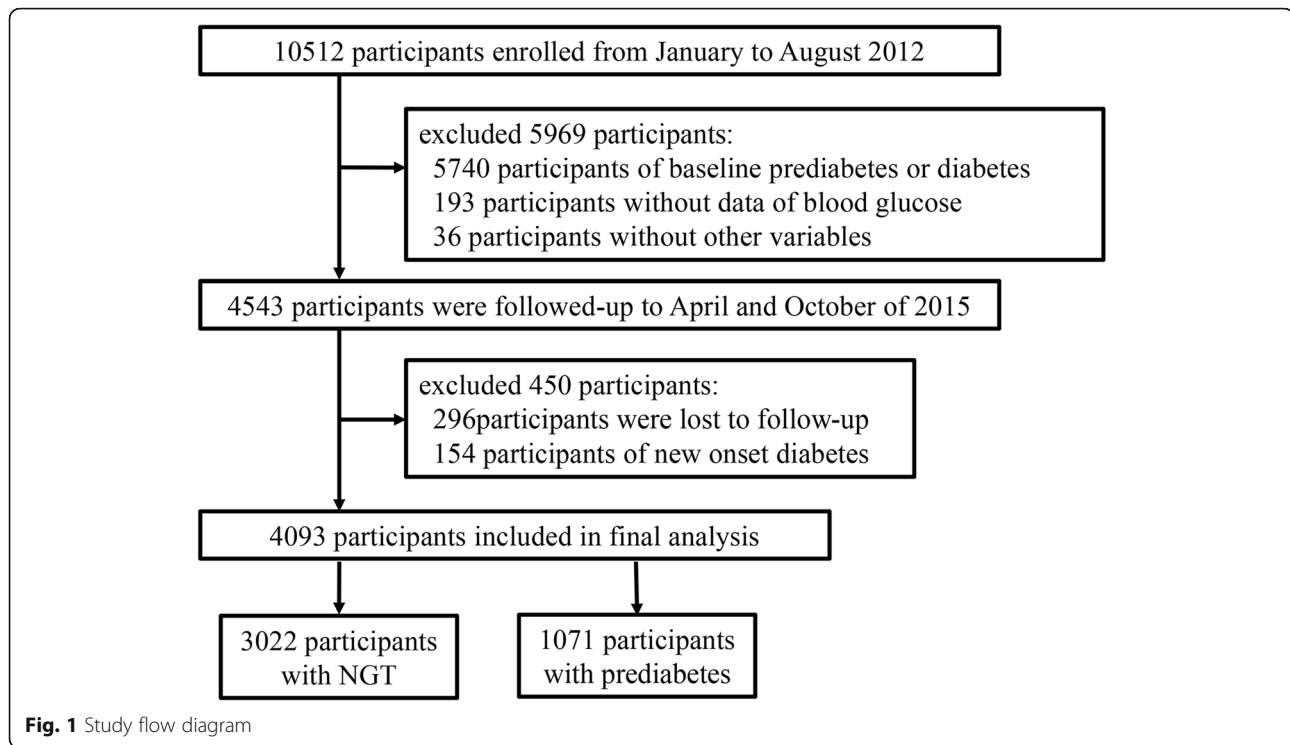 10512 participants enrolled from January to August 2012
excluded 5969 participants:
5740 participants of baseline prediabetes or diabetes
193 participants without data of blood glucose
36 participants without other variables
4543 participants were followed-up to April and October of 2015
excluded 450 participants:
296participants were lost to follow-up
154 participants of new onset diabetes
4093 participants included in final analysis
3022 participants
with NGT
1071 participants
with prediabetes
Fig. 1 Study flow diagram